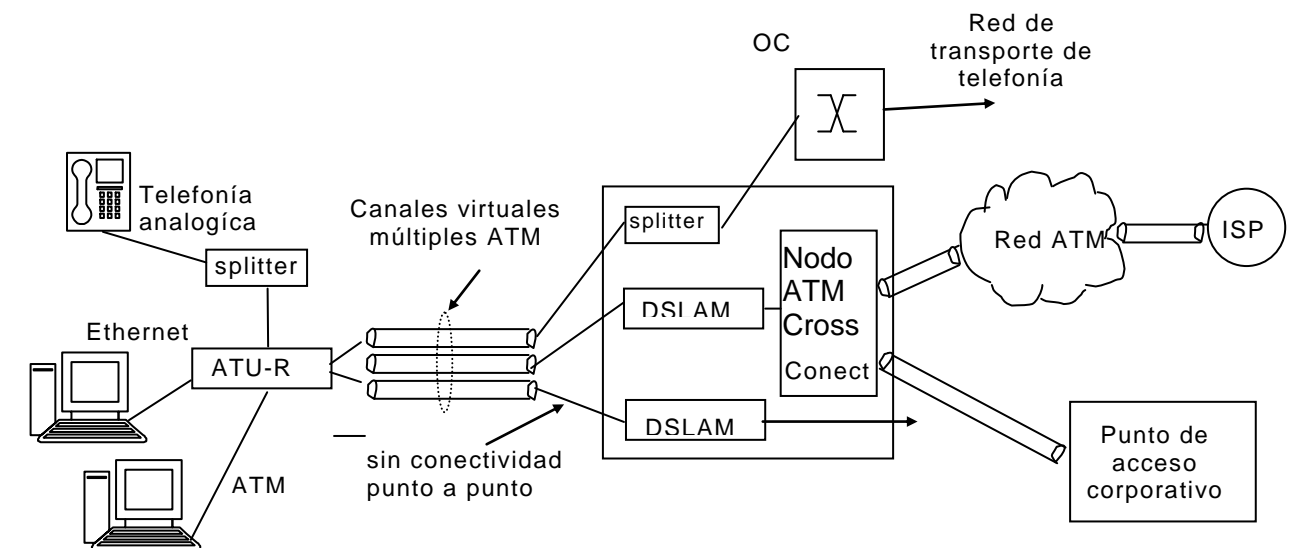 Red de
transporte de
telefonía
OC
Telefonía
analogíca
Canales virtuales
múltiples ATM
splitter
splitter
Nodo
ATM
Cross
Conect
Red ATM
ISP
DSLAM
Ethernet
ATU-R
DSLAM
sin conectividad
punto a punto
ATM
Punto de
acceso
corporativo